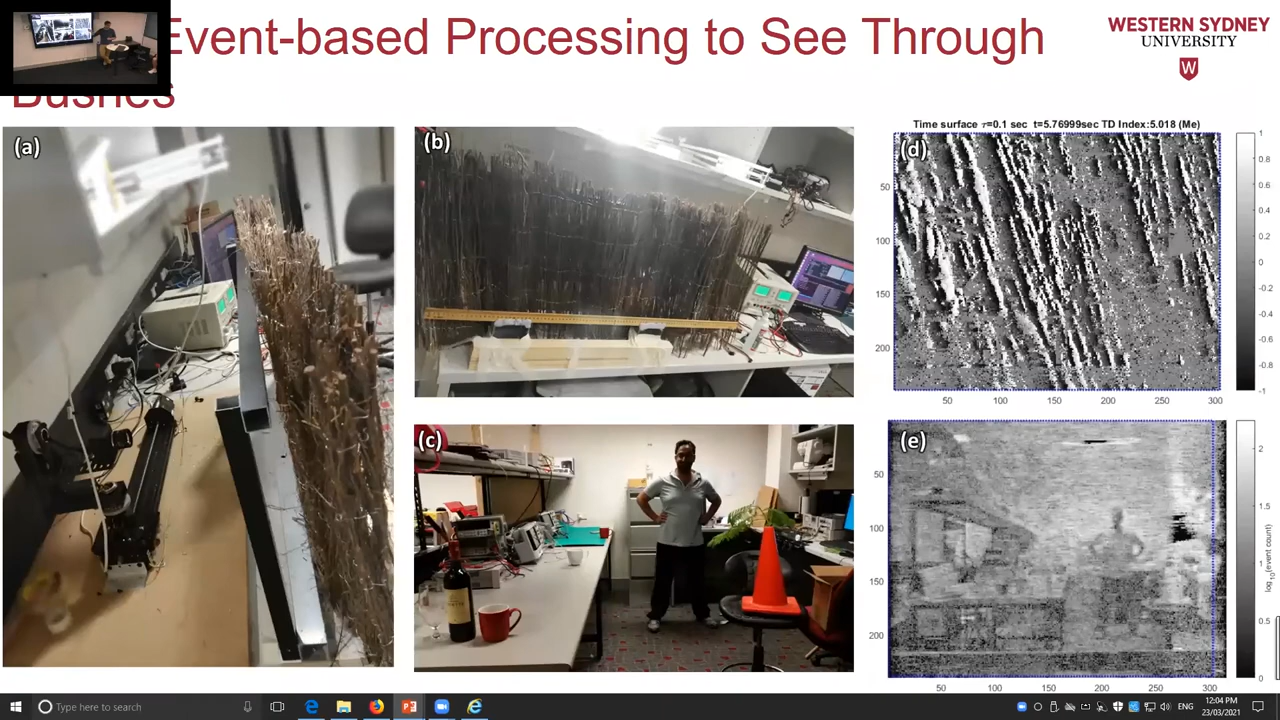 Event-based Processing to See Through
Bushes
WESTERN SYDNEY
UNIVERSITY
W
(a)
(b)
(c)
Time surface τ=0.1 sec t=5.76999sec TD Index:5.018 (Me)
(d)
50
100
150
200
50
100
150
200
250
300
1
0.8
0.6
0.4
0.2
0
-0.2
-0.4
-0.6
-0.8
-1
(e)
50
100
150
200
50
100
150
200
250
300
2
1.5
1
0.5
0
log10(event count)
Type here to search
ENG
12:04 PM
23/03/2021